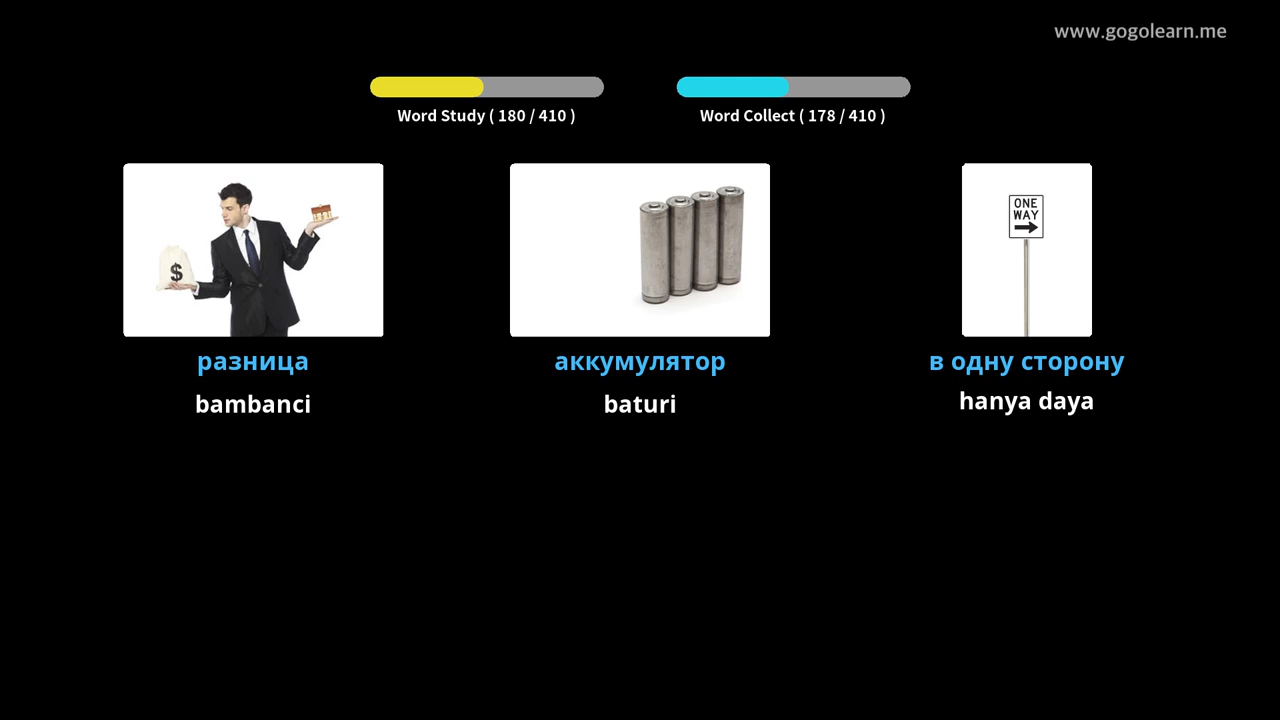 www.gogolearn.me
Word Study ( 180 / 410 )
Word Collect ( 178 / 410 )
$
ONE
WAY
разница
аккумулятор
в одну сторону
bambanci
baturi
hanya daya